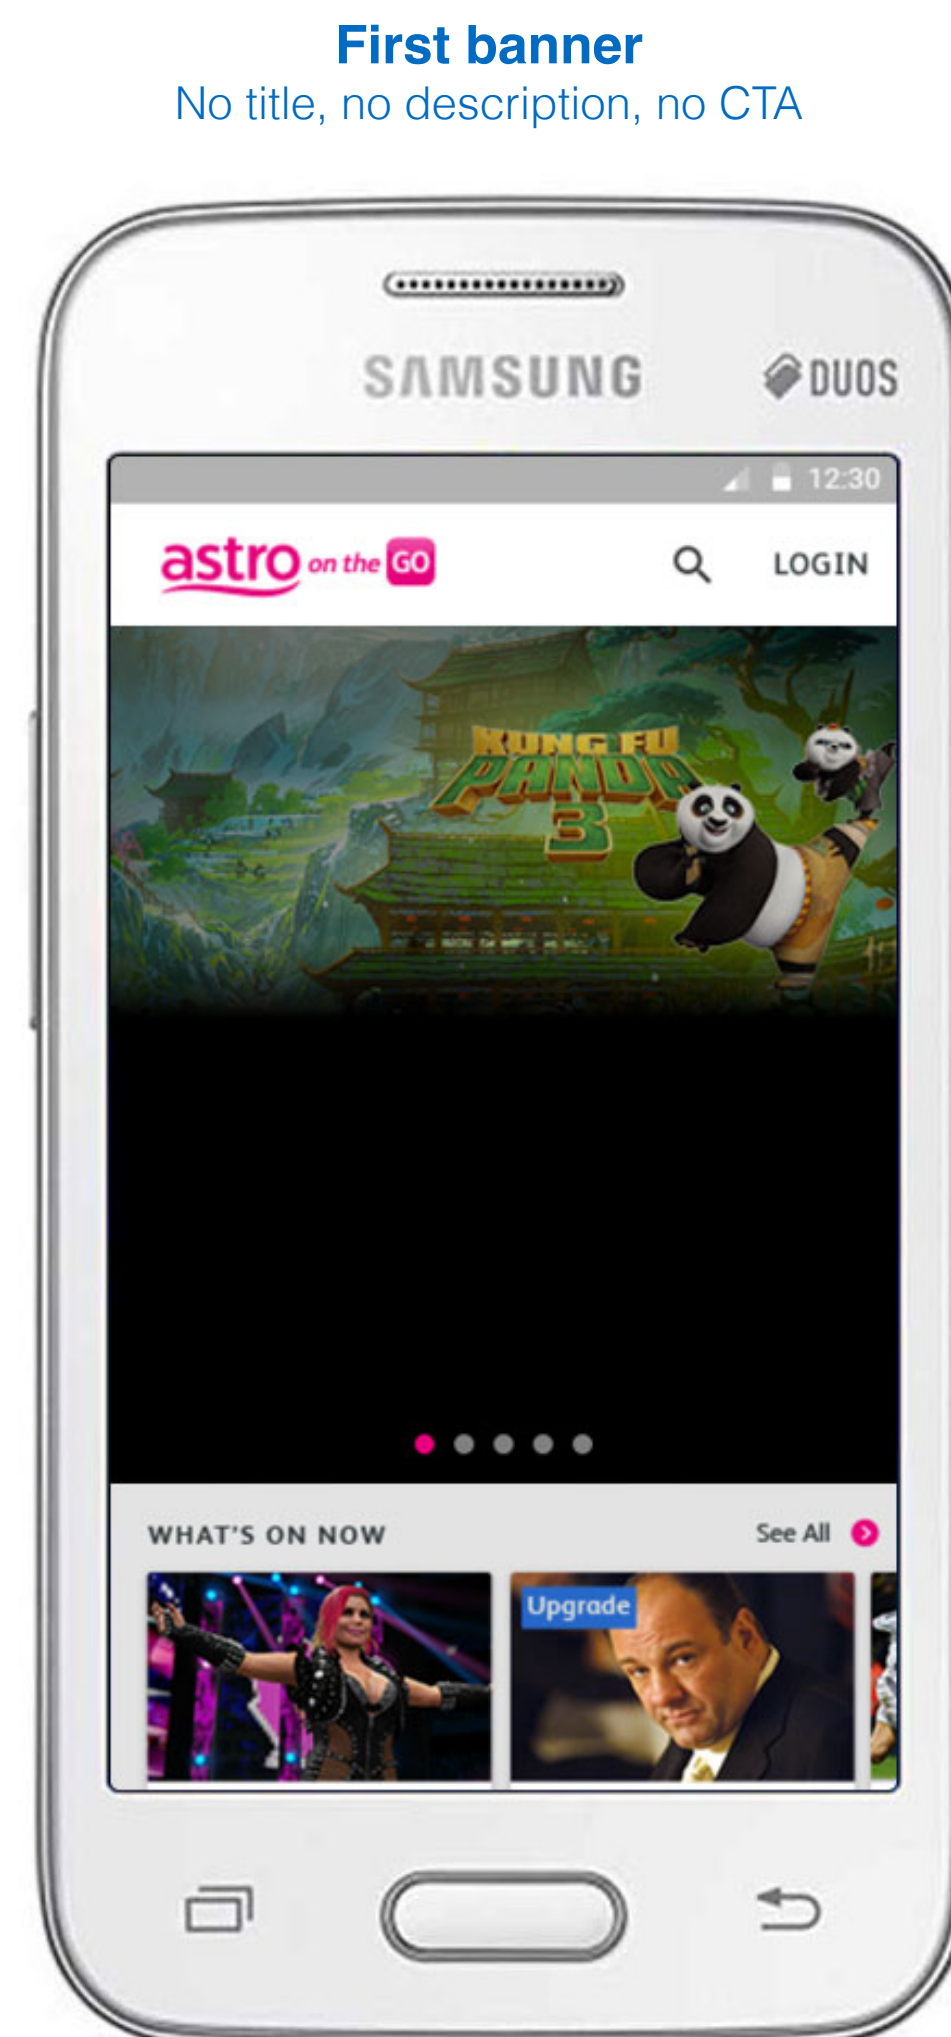 First banner
No title, no description, no CTA
SAMSUNG
DUOS
12:30
astro on the GO
LOGIN
KUNG FU
PANDA
3
WHAT'S ON NOW
See All
Upgrade